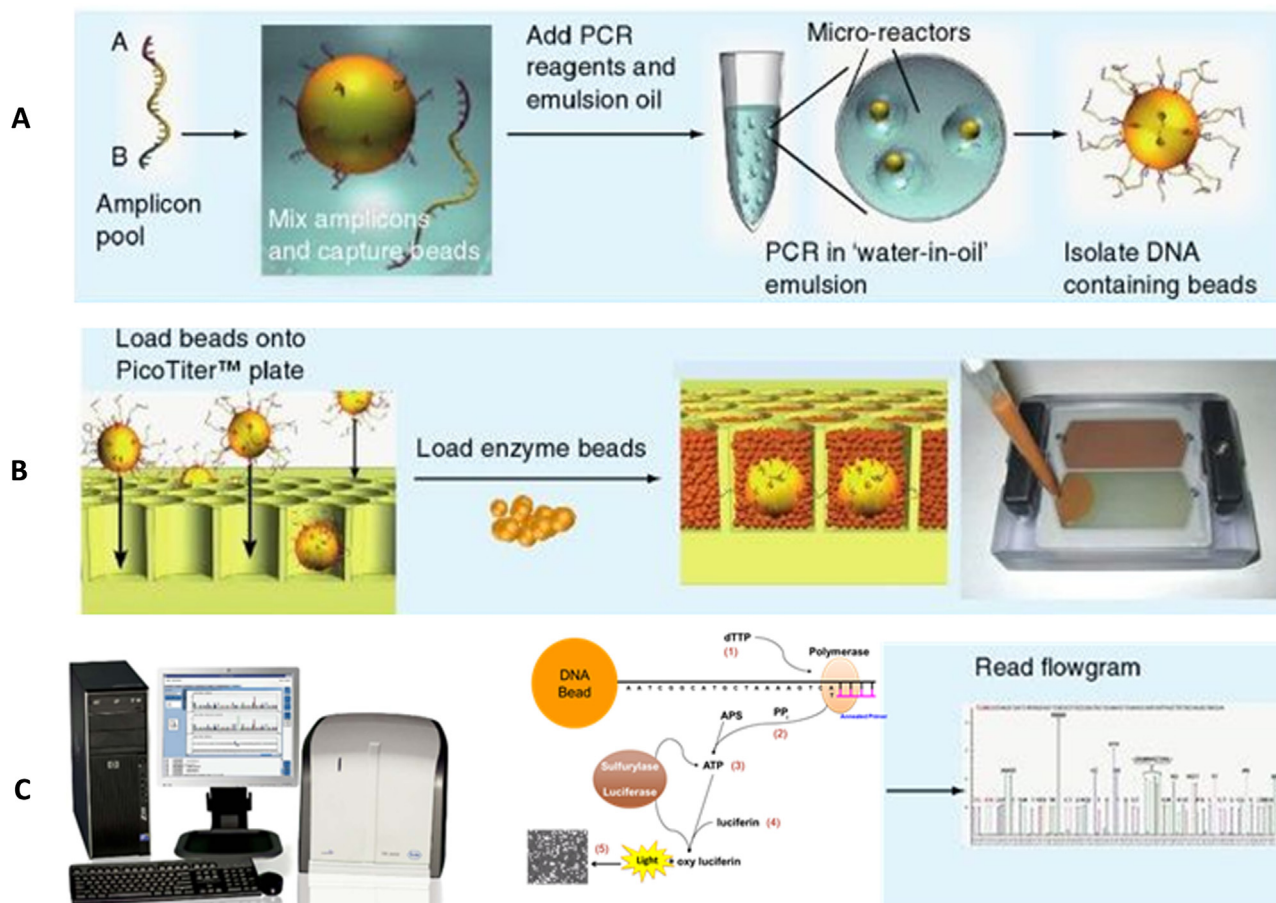 A
A
B
Amplicon
pool
Mix amplicons
and capture beads
Add PCR
reagents and
emulsion oil
Micro-reactors
PCR in ‘water-in-oil’
emulsion
Isolate DNA
containing beads
B
Load beads onto
PicoTiter™ plate
Load enzyme beads
C
DNA
Bead
dTTP
(1)
Polymerase
A A T C G G C A T G C T A A A A G T C A
T
Annealed Primer
APS
PPi
(2)
Sulfurylase
Luciferase
ATP
(3)
luciferin
(4)
(5)
Light
oxy luciferin
Read flowgram